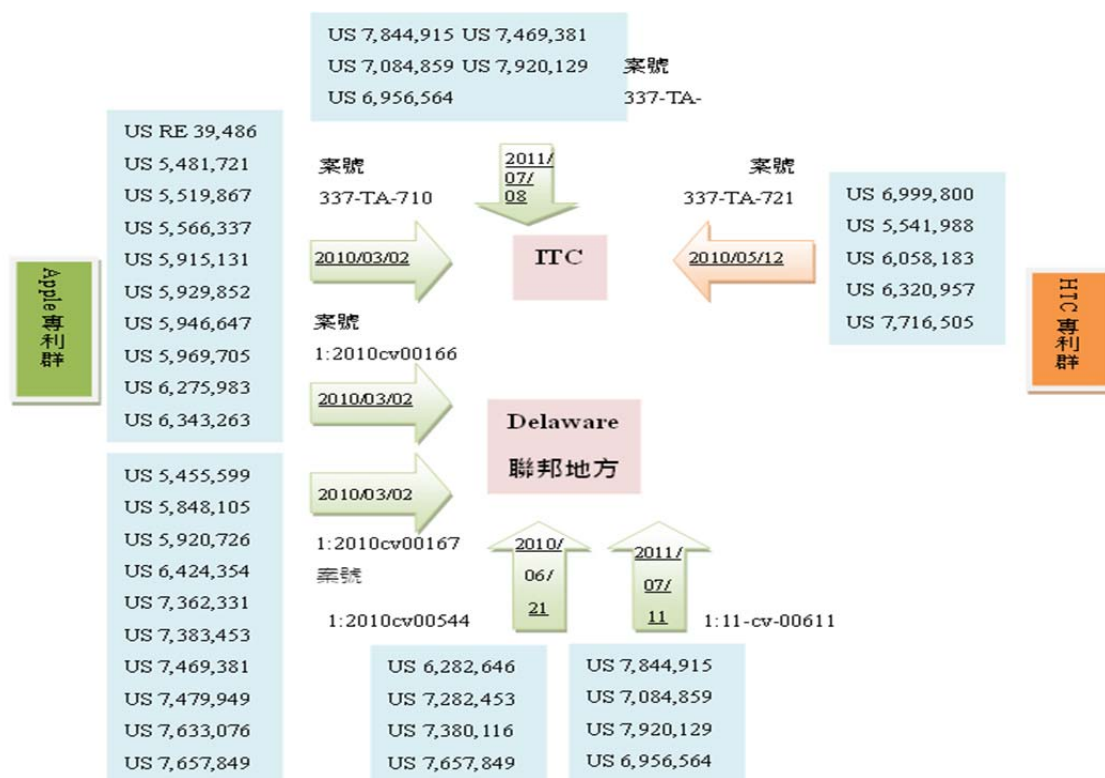 US 7,844,915 US 7,469,381
US 7,084,859 US 7,920,129
US 6,956,564
案號
337-TA-
2011/
07/
08
US RE 39,486
US 5,481,721
US 5,519,867
US 5,566,337
US 5,915,131
US 5,929,852
US 5,946,647
US 5,969,705
US 6,275,983
US 6,343,263
案號
337-TA-710
2010/03/02
ITC
案號
337-TA-721
2010/05/12
US 6,999,800
US 5,541,988
US 6,058,183
US 6,320,957
US 7,716,505
Apple 專利群
HTC 專利群
案號
1:2010cv00166
2010/03/02
Delaware
聯邦地方
US 5,455,599
US 5,848,105
US 5,920,726
US 6,424,354
US 7,362,331
US 7,383,453
US 7,469,381
US 7,479,949
US 7,633,076
US 7,657,849
2010/03/02
1:2010cv00167
案號
1:2010cv00544
2010/
06/
21
2011/
07/
11
1:11-cv-00611
US 6,282,646
US 7,282,453
US 7,380,116
US 7,657,849
US 7,844,915
US 7,084,859
US 7,920,129
US 6,956,564